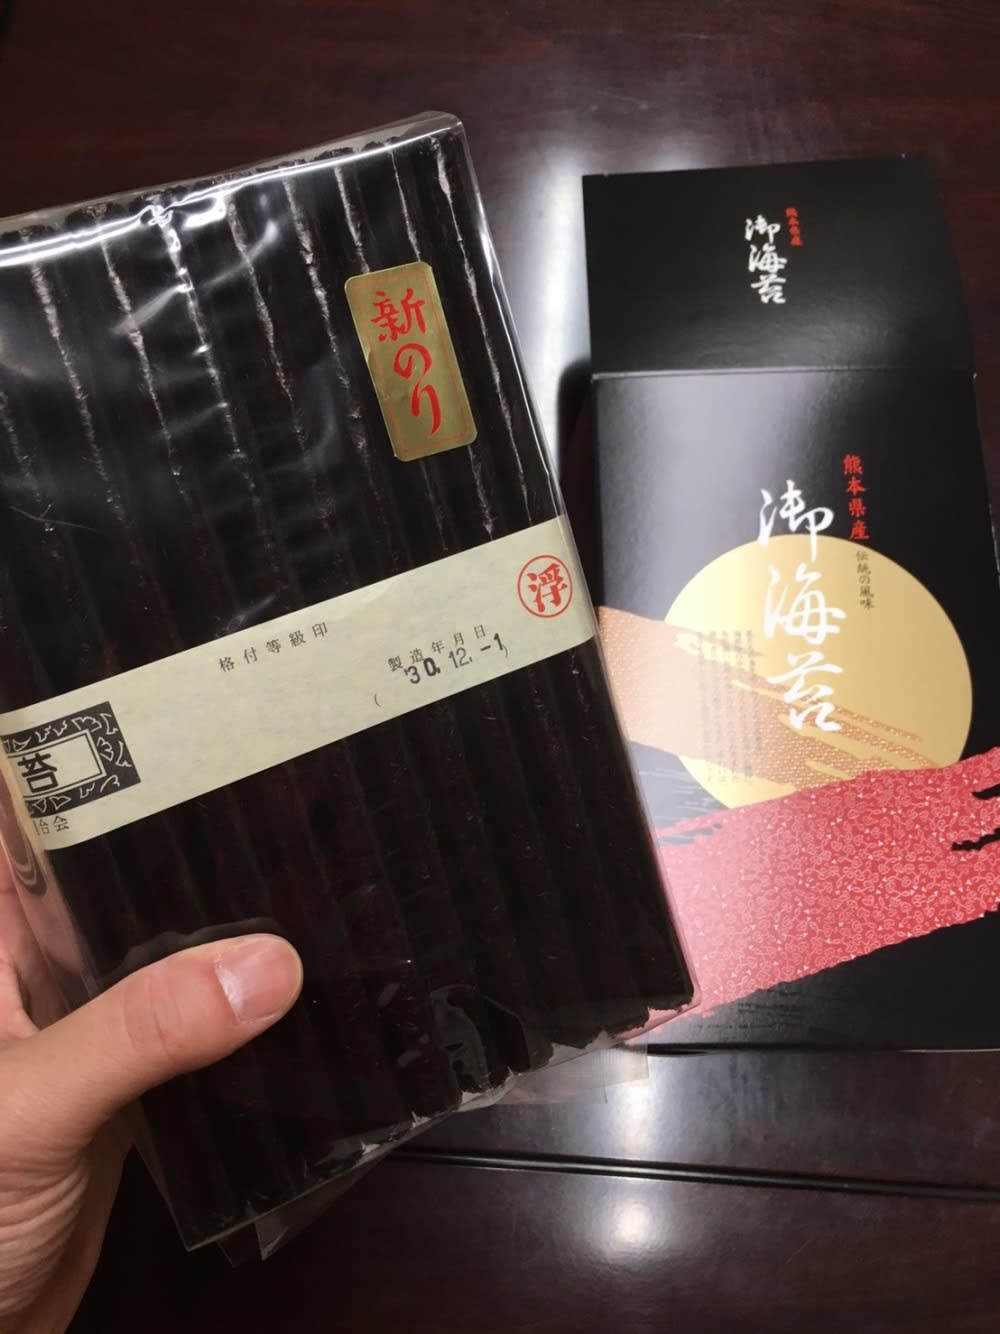 新のり
浮
格付等級印
製造年月日
'30.12.-1
苔
熊本県産
御海苔
熊本県産
伝統の風味
御海苔